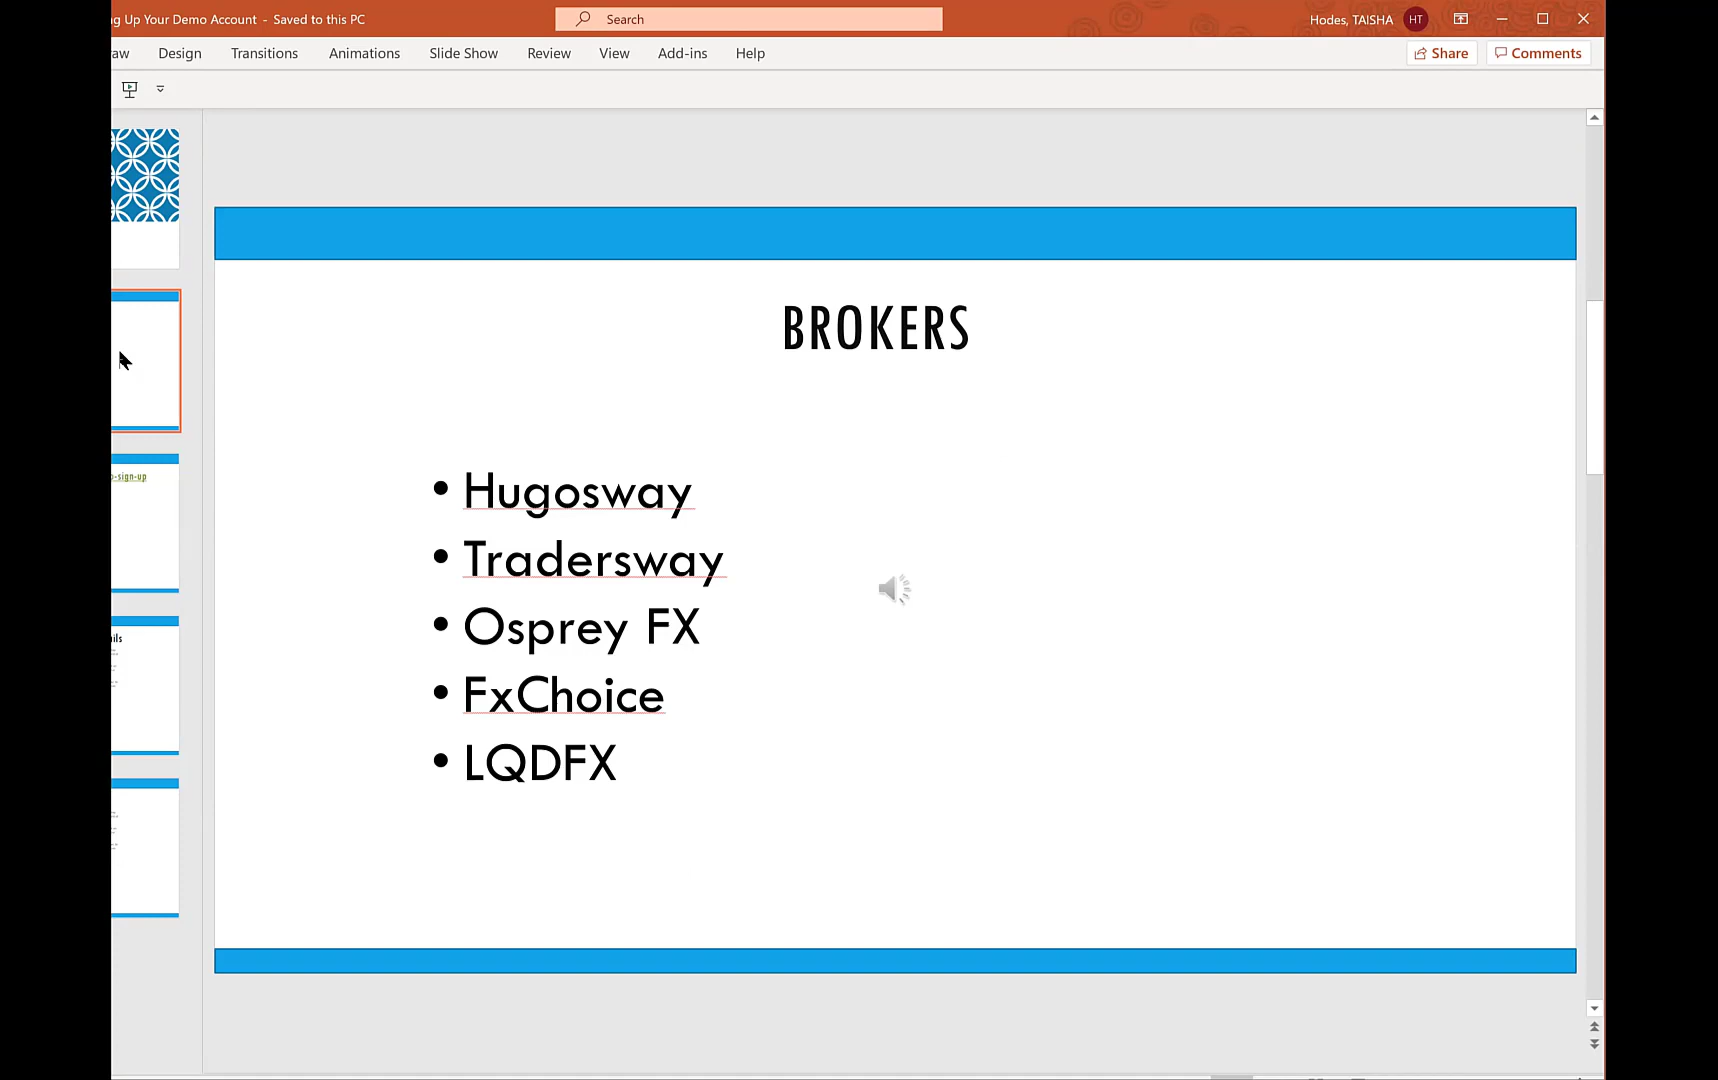 ng Up Your Demo Account - Saved to this PC
Search
Hodes, TAISHA
HT
aw
Design
Transitions
Animations
Slide Show
Review
View
Add-ins
Help
Share
Comments
BROKERS
• Hugosway
• Tradersway
• Osprey FX
• FxChoice
• LQDFX
-sign-up
ils